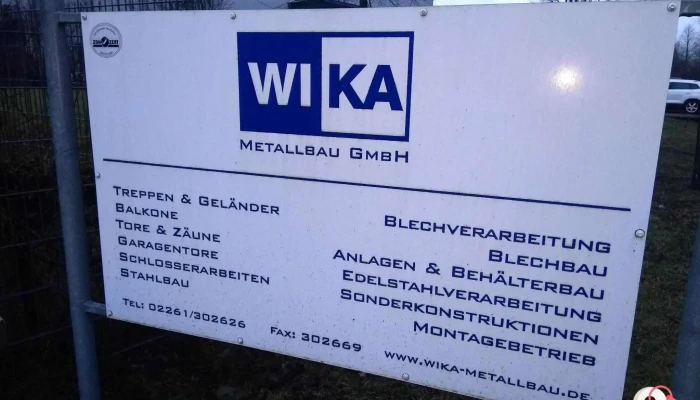 WIKA
METALLBAU GMBH
TREPPEN & GELÄNDER
BALKONE
TORE & ZÄUNE
GARAGENTORE
SCHLOSSERARBEITEN
STAHLBAU
BLECHVERARBEITUNG
BLECHBAU
ANLAGEN & BEHÄLTERBAU
EDELSTAHLVERARBEITUNG
SONDERKONSTRUKTIONEN
MONTAGEBETRIEB
TEL: 02261/302626 FAX: 302669
WWW.WIKA-METALLBAU.DE